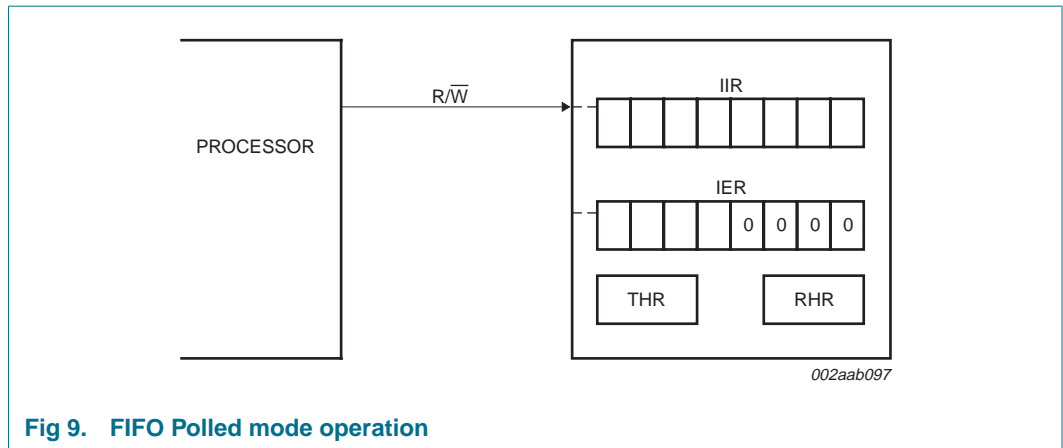 IIR
R/W̅
PROCESSOR
IER
0 0 0 0
THR RHR
002aab097
Fig 9. FIFO Polled mode operation